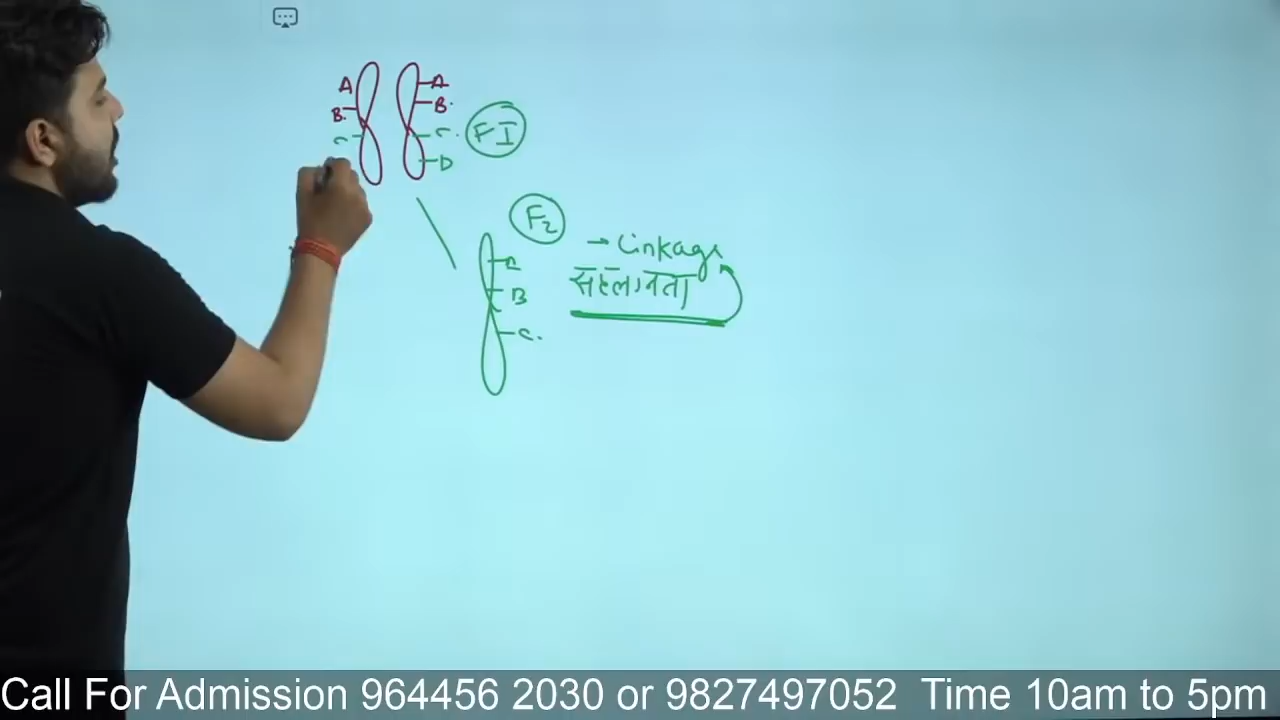 A A
B. B.
C C.
D
FI
F2
→ Linkage
सहलग्नता
B
C.
Call For Admission 964456 2030 or 9827497052 Time 10am to 5pm